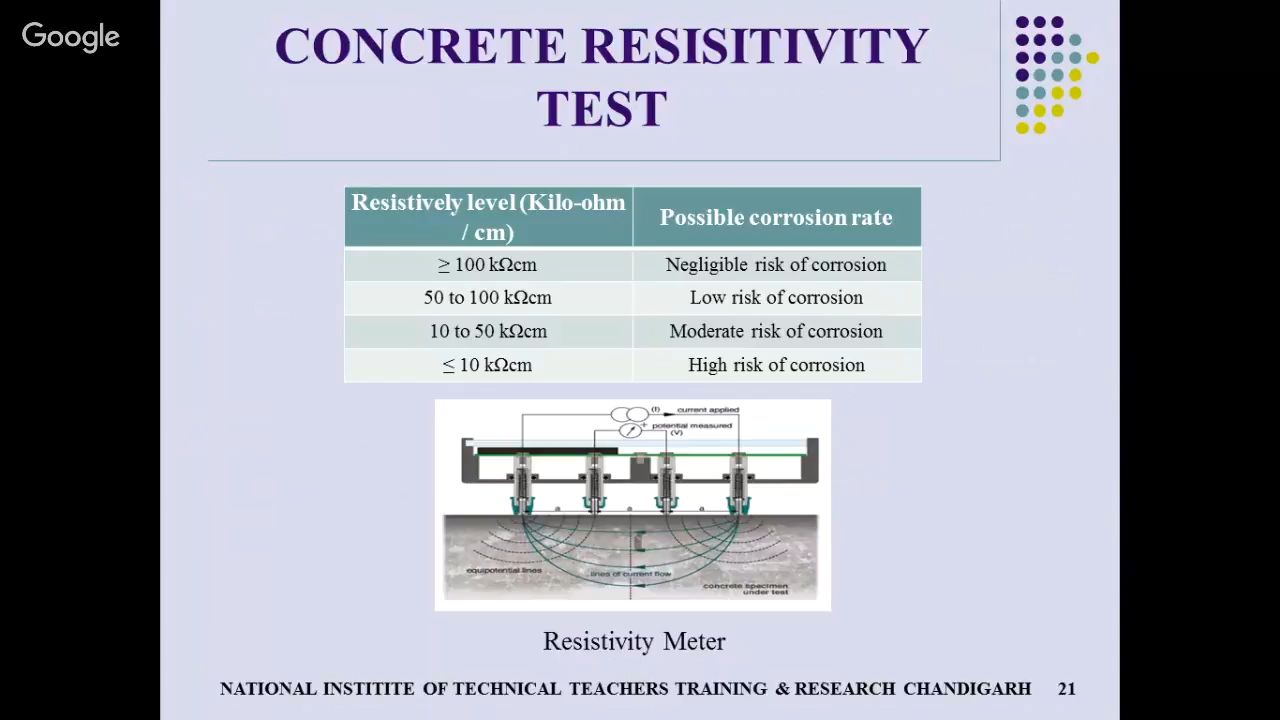 Google
CONCRETE RESISITIVITY
TEST
Resistively level (Kilo-ohm
/ cm)
Possible corrosion rate
≥ 100 kΩcm
Negligible risk of corrosion
50 to 100 kΩcm
Low risk of corrosion
10 to 50 kΩcm
Moderate risk of corrosion
≤ 10 kΩcm
High risk of corrosion
(I) current applied
+ potential measured
(V)
a a a
equipotential lines
lines of current flow
concrete specimen
under test
Resistivity Meter
NATIONAL INSTITITE OF TECHNICAL TEACHERS TRAINING & RESEARCH CHANDIGARH 21